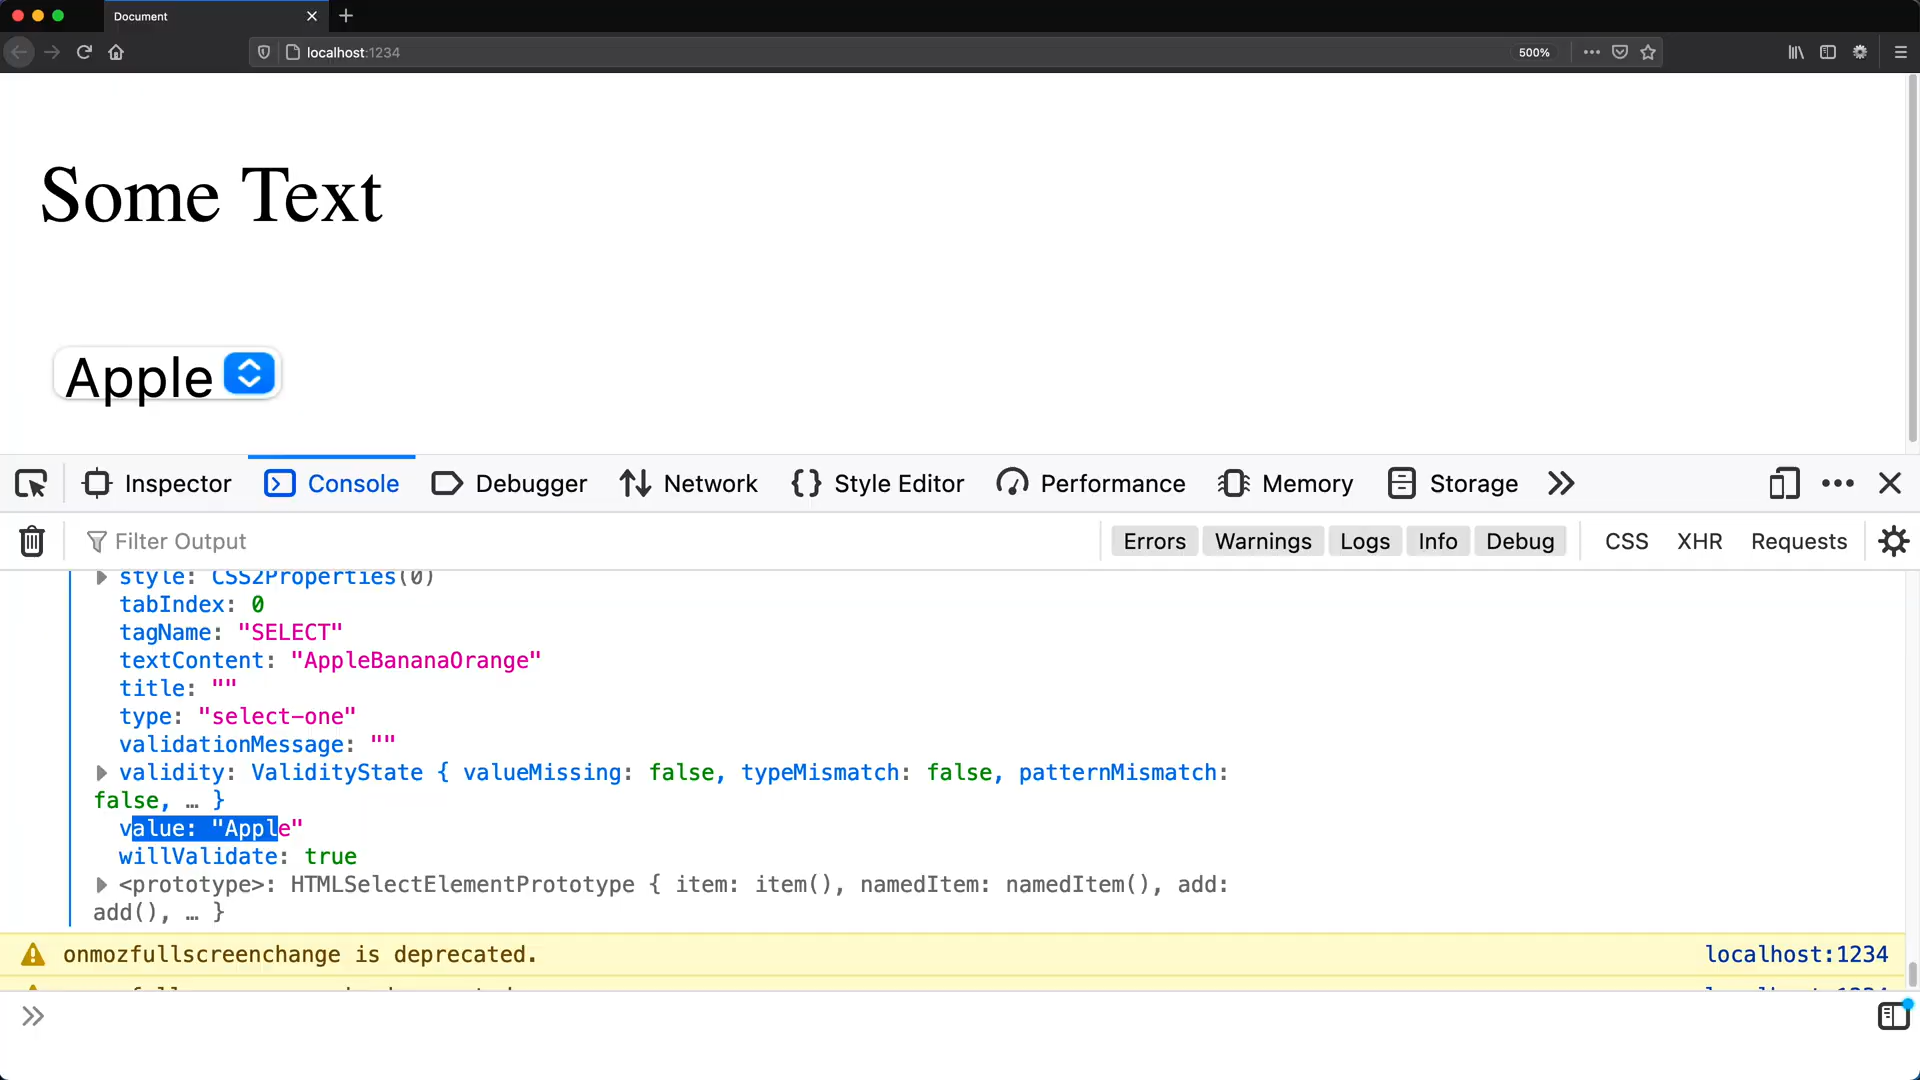 Document
localhost:1234
500%
Some Text
Apple
Inspector Console Debugger Network Style Editor Performance Memory Storage
Filter Output
Errors Warnings Logs Info Debug CSS XHR Requests
style: CSS2Properties(0)
tabIndex: 0
tagName: "SELECT"
textContent: "AppleBananaOrange"
title: ""
type: "select-one"
validationMessage: ""
validity: ValidityState { valueMissing: false, typeMismatch: false, patternMismatch:
false, … }
value: "Apple"
willValidate: true
<prototype>: HTMLSelectElementPrototype { item: item(), namedItem: namedItem(), add:
add(), … }
onmozfullscreenchange is deprecated. localhost:1234